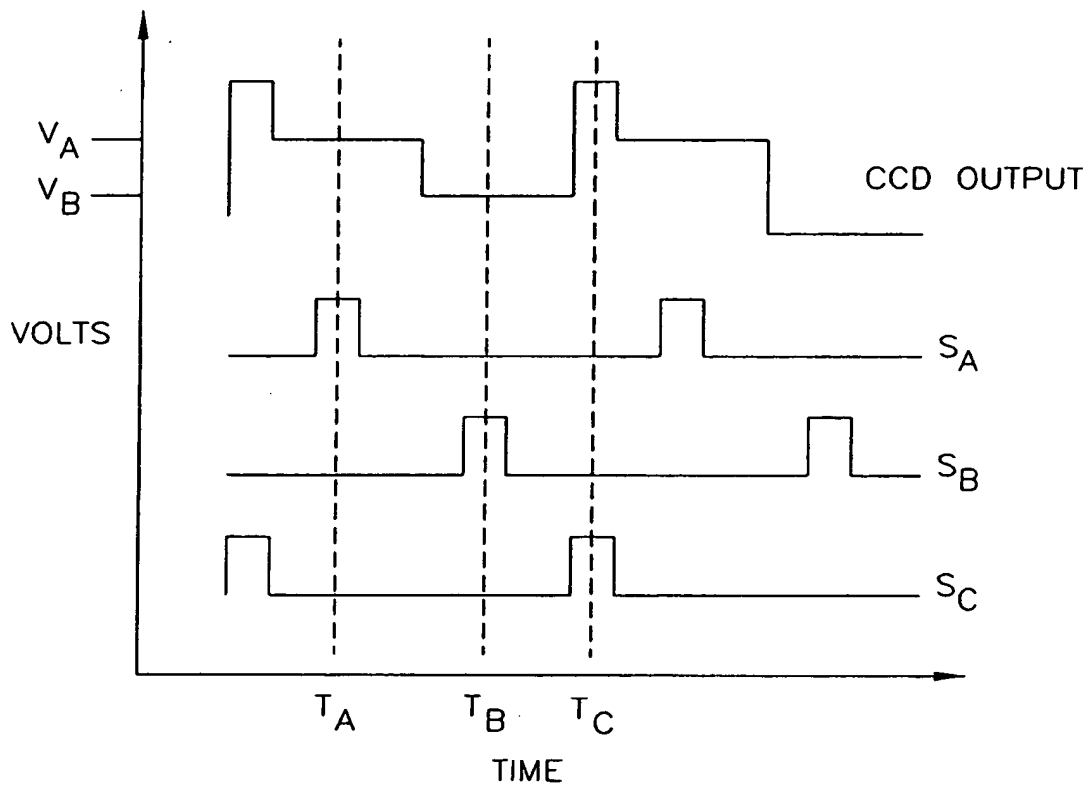 V_A
V_B
CCD OUTPUT
VOLTS
S_A
S_B
S_C
T_A T_B T_C
TIME